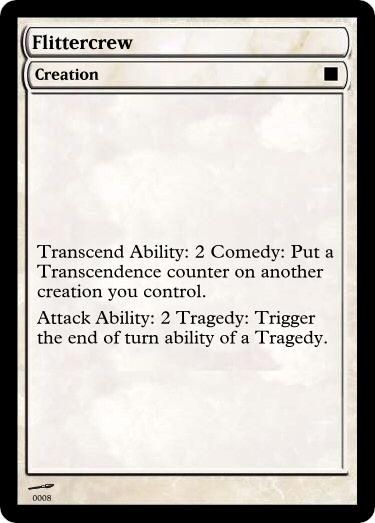 Flittercrew
Creation
Transcend Ability: 2 Comedy: Put a
Transcendence counter on another
creation you control.
Attack Ability: 2 Tragedy: Trigger
the end of turn ability of a Tragedy.
0008